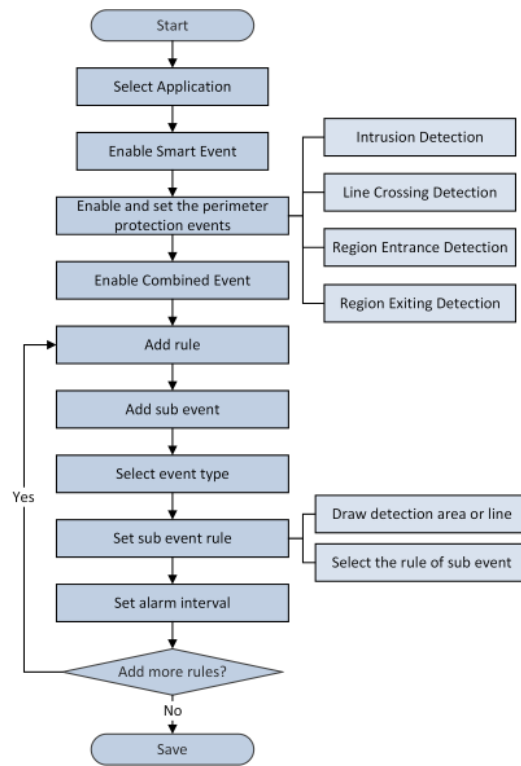 Start
Select Application
Enable Smart Event
Enable and set the perimeter
protection events
Intrusion Detection
Line Crossing Detection
Region Entrance Detection
Region Exiting Detection
Enable Combined Event
Add rule
Add sub event
Select event type
Yes
Set sub event rule
Draw detection area or line
Select the rule of sub event
Set alarm interval
Add more rules?
No
Save